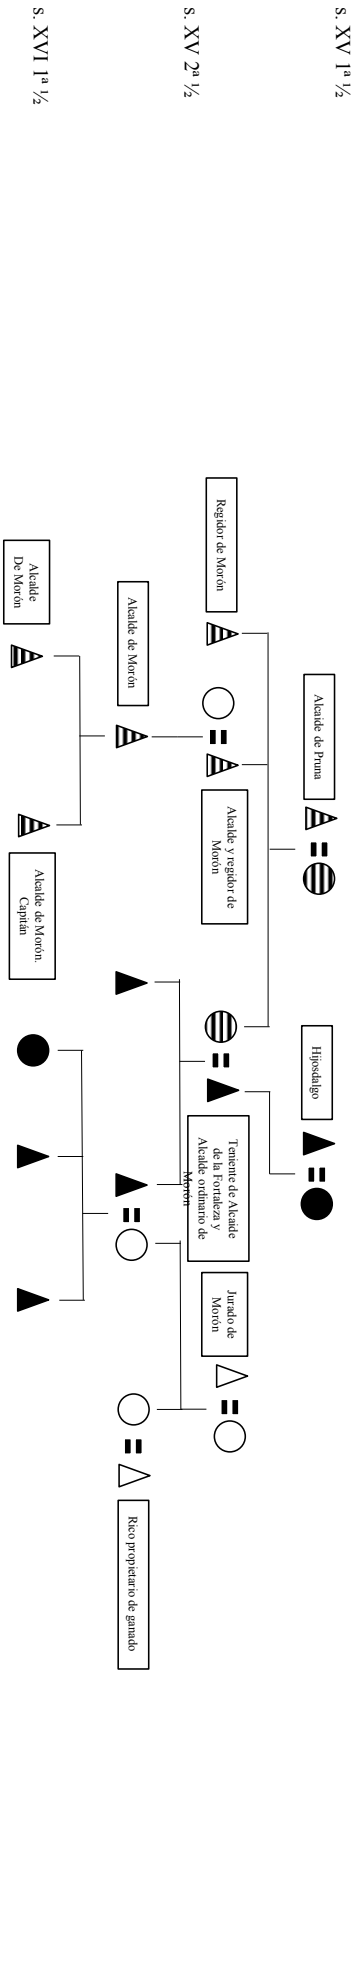 s. XV 1ª ½
Alcaide de Pruna
Hijosdalgo
s. XV 2ª ½
Regidor de Morón
Alcalde y regidor de
Morón
Teniente de Alcaide
de la Fortaleza y
Alcalde ordinario de
Morón
Jurado de
Morón
Alcalde de Morón
Rico propietario de ganado
s. XVI 1ª ½
Alcalde
De Morón
Alcalde de Morón.
Capitán